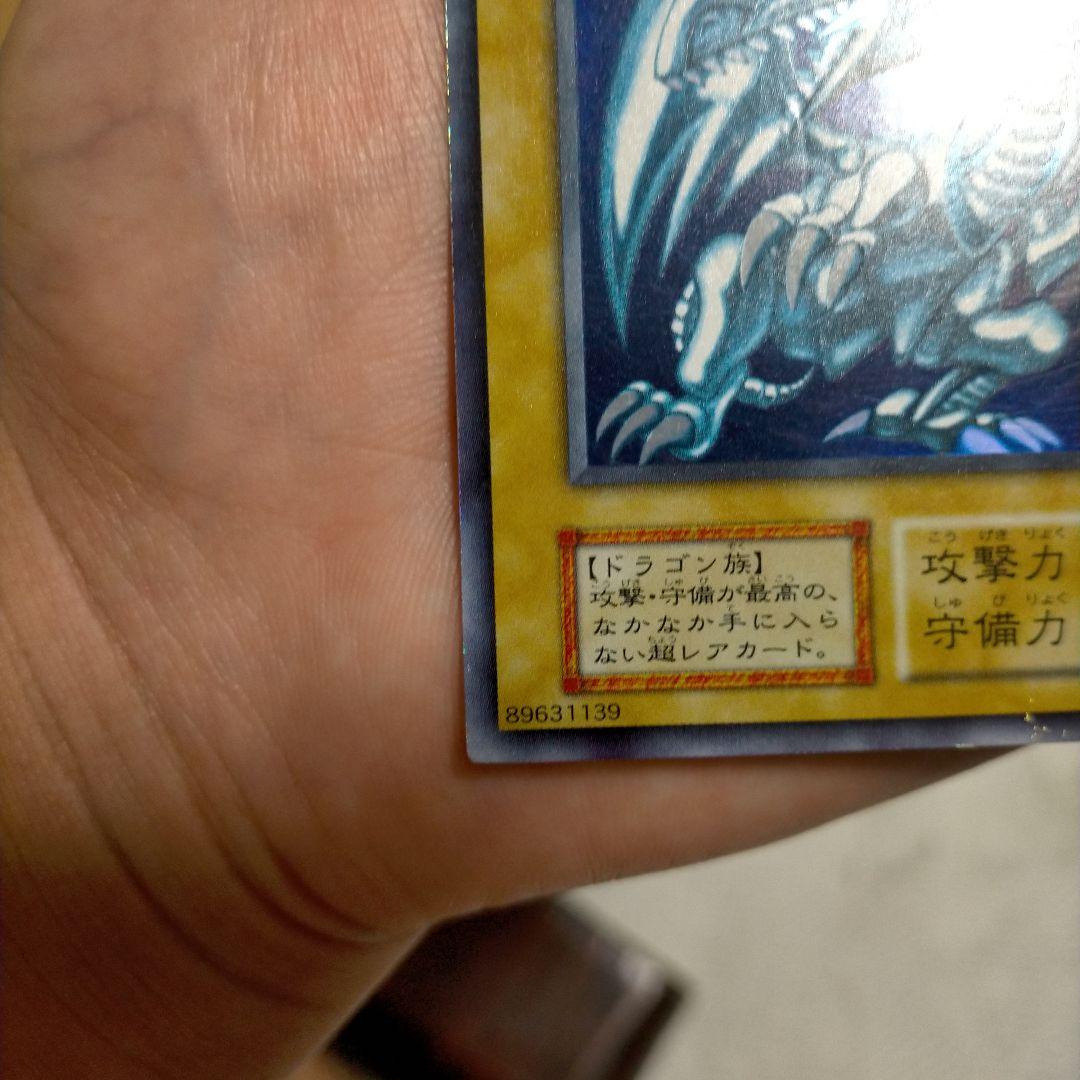 【ドラゴン族】
攻撃・守備が最高の、
なかなか手に入ら
ない超レアカード。
攻撃力
守備力
89631139